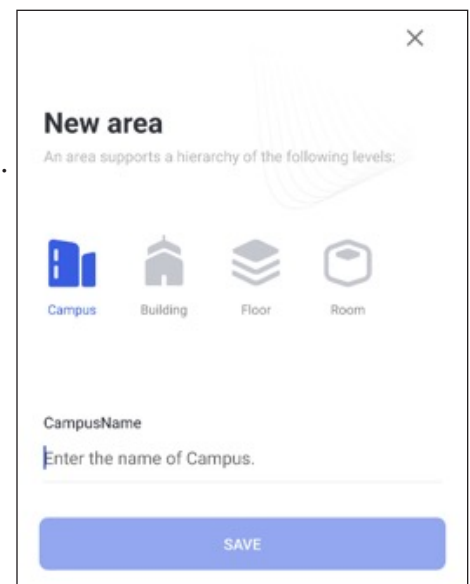 New area
An area supports a hierarchy of the following levels:
Campus Building Floor Room
CampusName
Enter the name of Campus.
SAVE